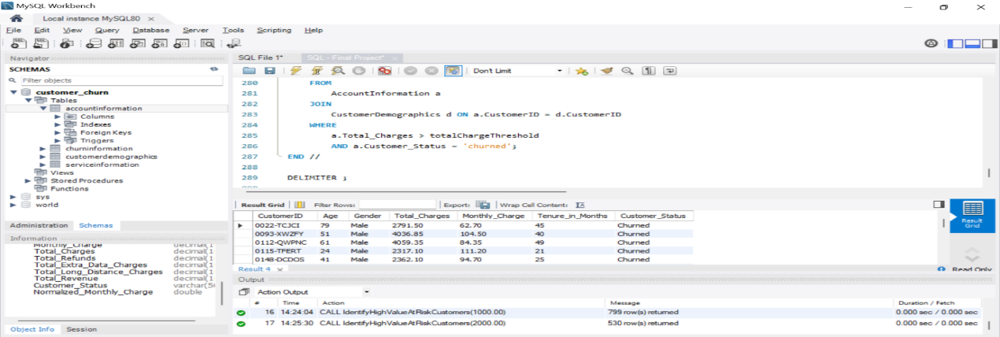 MySQL Workbench
Local instance MySQL80
File Edit View Query Database Server Tools Scripting Help
Navigator
SCHEMAS
Filter objects
customer_churn
Tables
accountinformation
Columns
Indexes
Foreign Keys
Triggers
churninformation
customerdemographics
serviceinformation
Views
Stored Procedures
Functions
sys
world
Administration Schemas
Information
Monthly_Charge decimal(1
Total_Charges decimal(1
Total_Refunds decimal(1
Total_Extra_Data_Charges decimal(1
Total_Long_Distance_Charges decimal(1
Total_Revenue decimal(1
Customer_Status varchar(5
Normalized_Monthly_Charge double
Object Info Session
SQL File 1* SQL - Final Project*
Don't Limit
280 FROM
281 AccountInformation a
282 JOIN
283 CustomerDemographics d ON a.CustomerID = d.CustomerID
284 WHERE
285 a.Total_Charges > totalChargeThreshold
286 AND a.Customer_Status = 'churned';
287 END //
288
289 DELIMITER ;
Result Grid Filter Rows: Export: Wrap Cell Content:
CustomerID Age Gender Total_Charges Monthly_Charge Tenure_in_Months Customer_Status
0022-TCJCI 79 Male 2791.50 62.70 45 Churned
0093-XWZFY 51 Male 4036.85 104.50 40 Churned
0112-QWPNC 61 Male 4059.35 84.35 49 Churned
0115-TFERT 24 Male 2317.10 111.20 21 Churned
0148-DCDOS 41 Male 2362.10 94.70 25 Churned
Result Grid
Result 4 Read Only
Output
Action Output
# Time Action Message Duration / Fetch
16 14:24:04 CALL IdentifyHighValueAtRiskCustomers(1000.00) 799 row(s) returned 0.000 sec / 0.000 sec
17 14:25:30 CALL IdentifyHighValueAtRiskCustomers(2000.00) 530 row(s) returned 0.000 sec / 0.000 sec